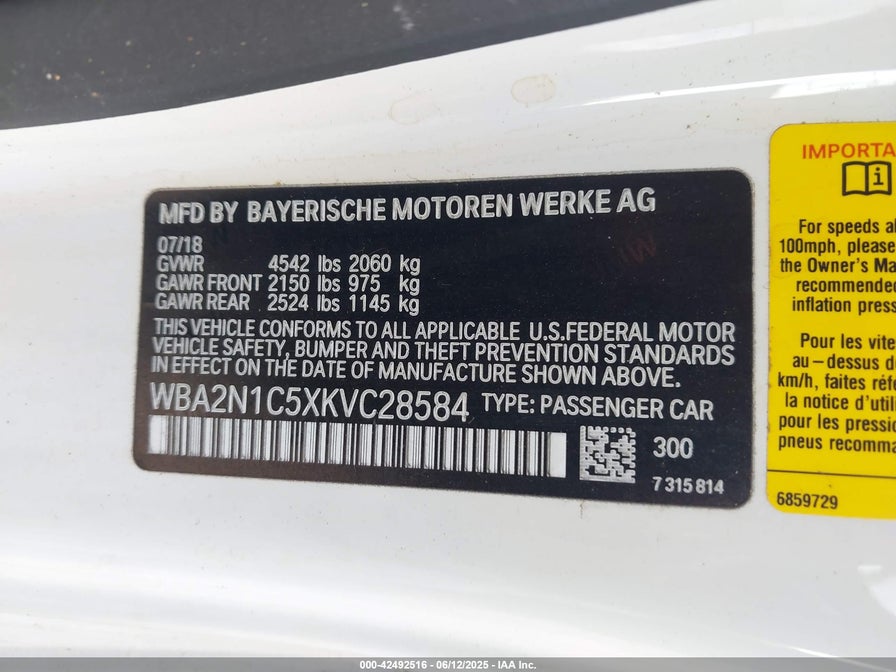 MFD BY BAYERISCHE MOTOREN WERKE AG
07/18
GVWR 4542 lbs 2060 kg
GAWR FRONT 2150 lbs 975 kg
GAWR REAR 2524 lbs 1145 kg
THIS VEHICLE CONFORMS TO ALL APPLICABLE U.S.FEDERAL MOTOR
VEHICLE SAFETY, BUMPER AND THEFT PREVENTION STANDARDS
IN EFFECT ON THE DATE OF MANUFACTURE SHOWN ABOVE.
WBA2N1C5XKVC28584 TYPE: PASSENGER CAR
300
7 315 814
IMPORTA
i
For speeds a
100mph, please
the Owner's Ma
recommended
inflation press
Pour les vite
au–dessus d
km/h, faites réfé
la notice d'util
pour les pressio
pneus recomma
6859729
000-42492516 - 06/12/2025 - IAA Inc.